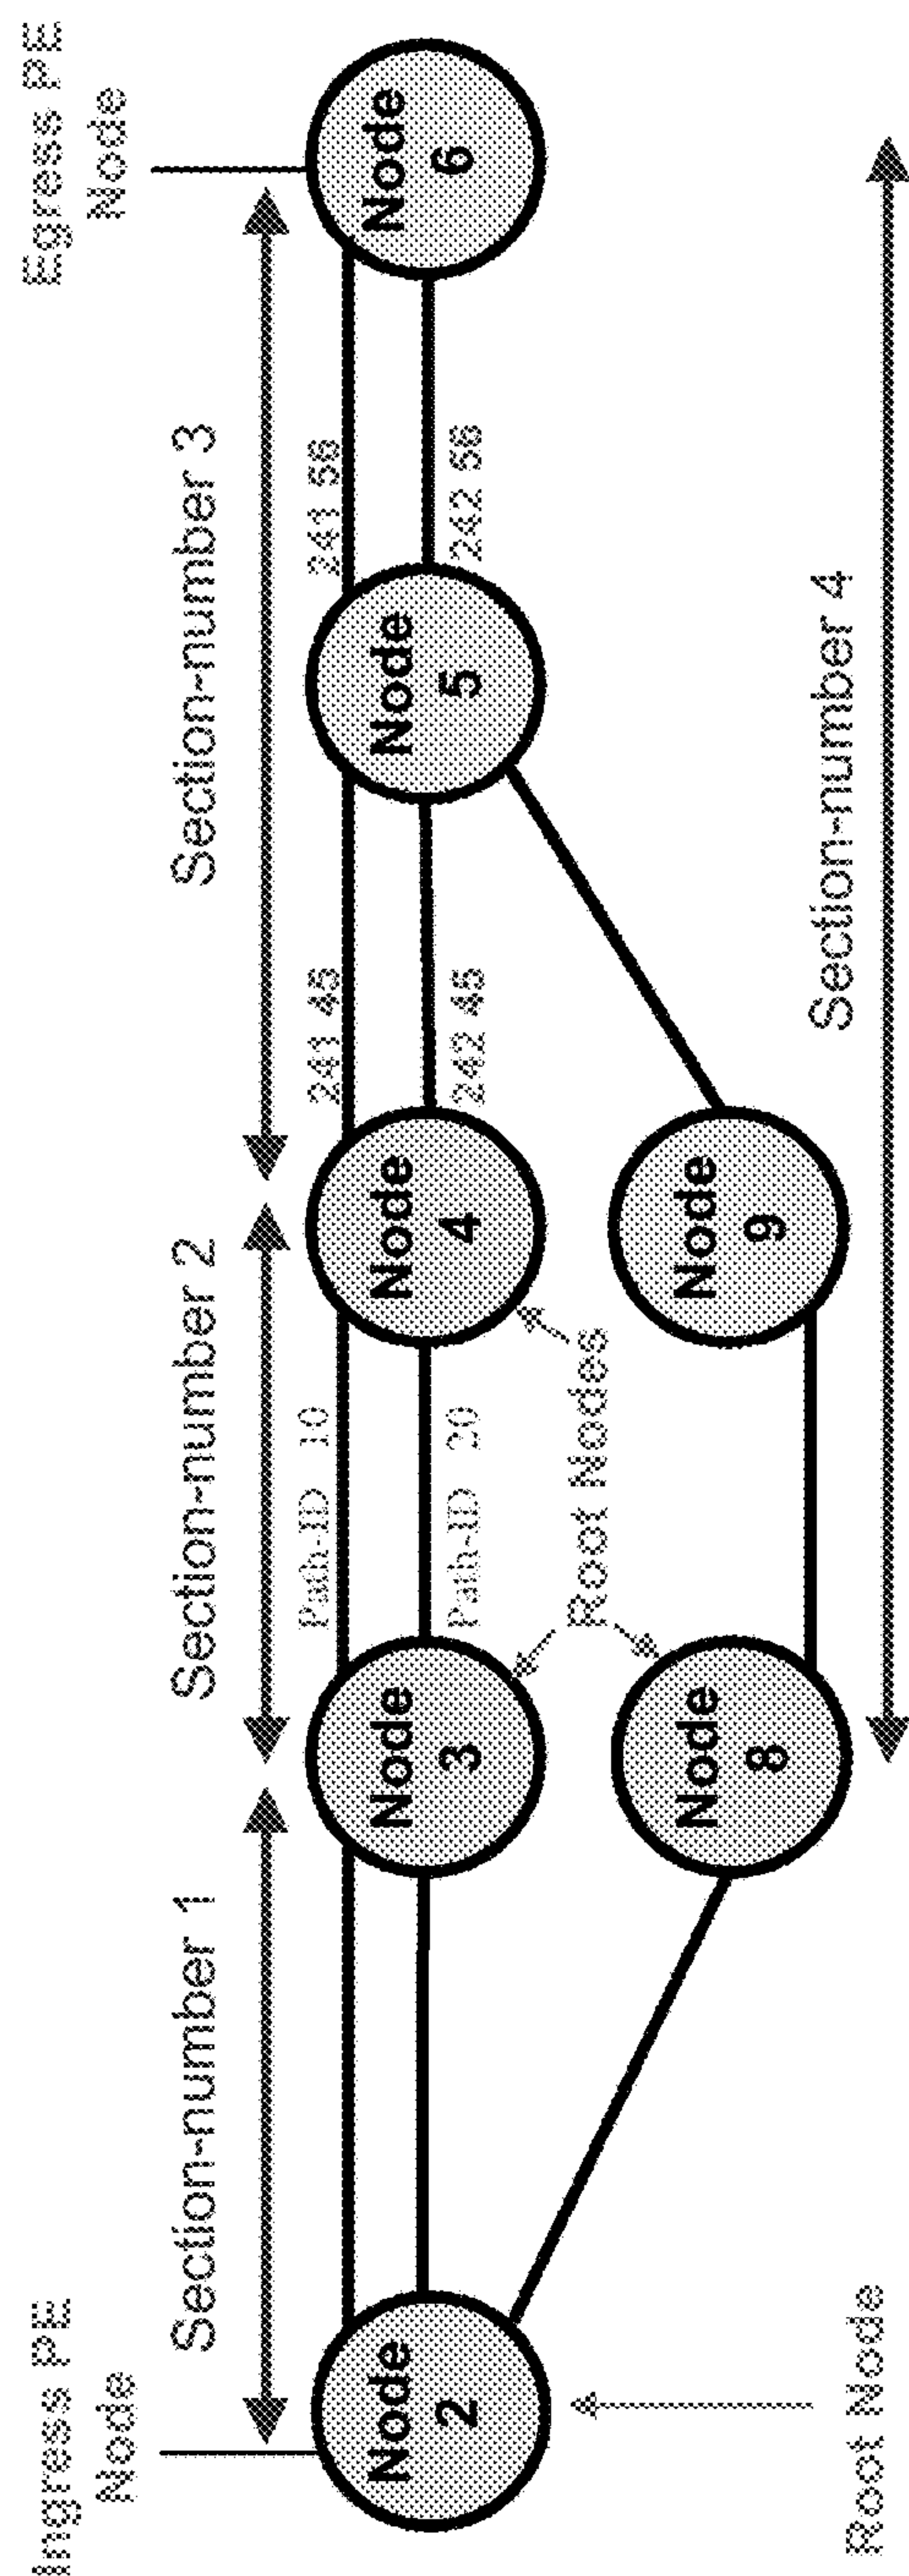 Ingress PE
Node
Egress PE
Node
Section-number 1
Section-number 2
Section-number 3
Path-ID 10
241 45
241 56
Node
2
Node
3
Node
4
Node
5
Node
6
Path-ID 20
242 45
242 56
Root Nodes
Node
8
Node
9
Section-number 4
Root Node